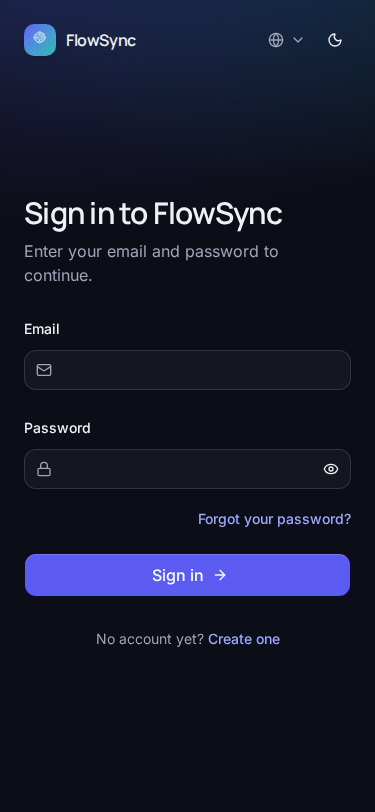 FlowSync
Sign in to FlowSync
Enter your email and password to
continue.
Email
Password
Forgot your password?
Sign in
No account yet? Create one